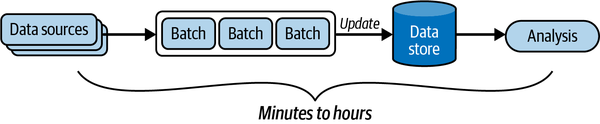 Data sources
Batch
Batch
Batch
Update
Data
store
Analysis
Minutes to hours